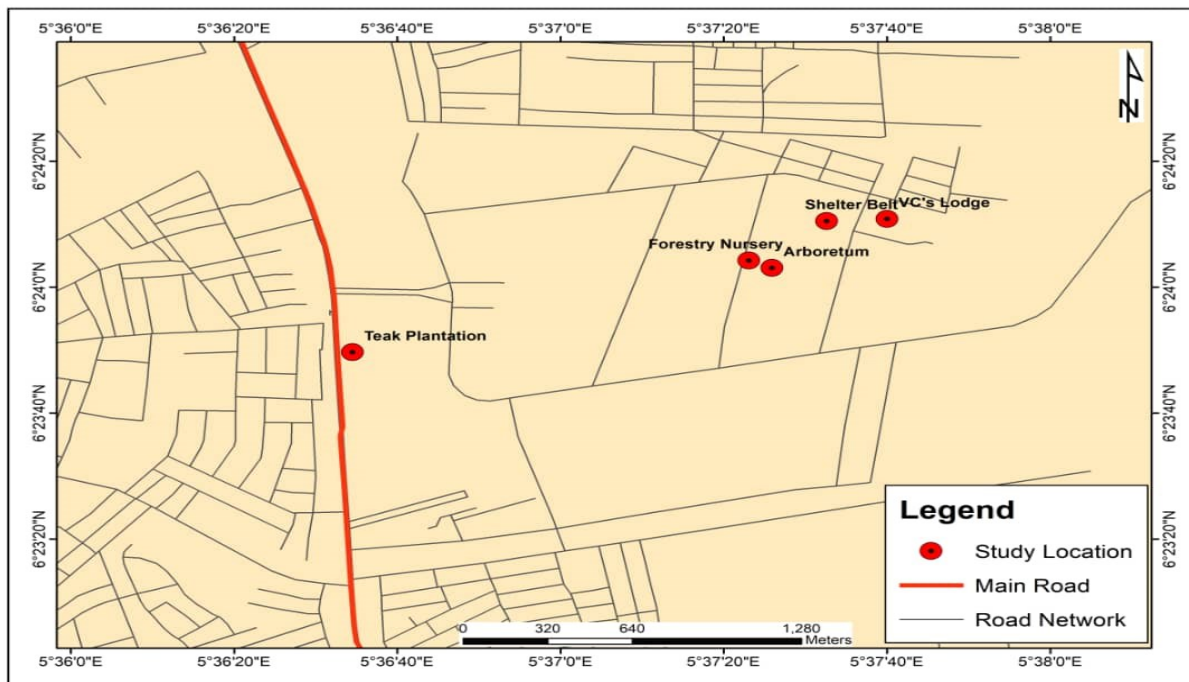 5°36'0"E 5°36'20"E 5°36'40"E 5°37'0"E 5°37'20"E 5°37'40"E 5°38'0"E
N
6°24'20"N 6°24'20"N
Shelter Belt VC's Lodge
Forestry Nursery Arboretum
6°24'0"N 6°24'0"N
Teak Plantation
6°23'40"N 6°23'40"N
6°23'20"N 6°23'20"N
Legend
Study Location
Main Road
Road Network
0 320 640 1,280
Meters
5°36'0"E 5°36'20"E 5°36'40"E 5°37'0"E 5°37'20"E 5°37'40"E 5°38'0"E